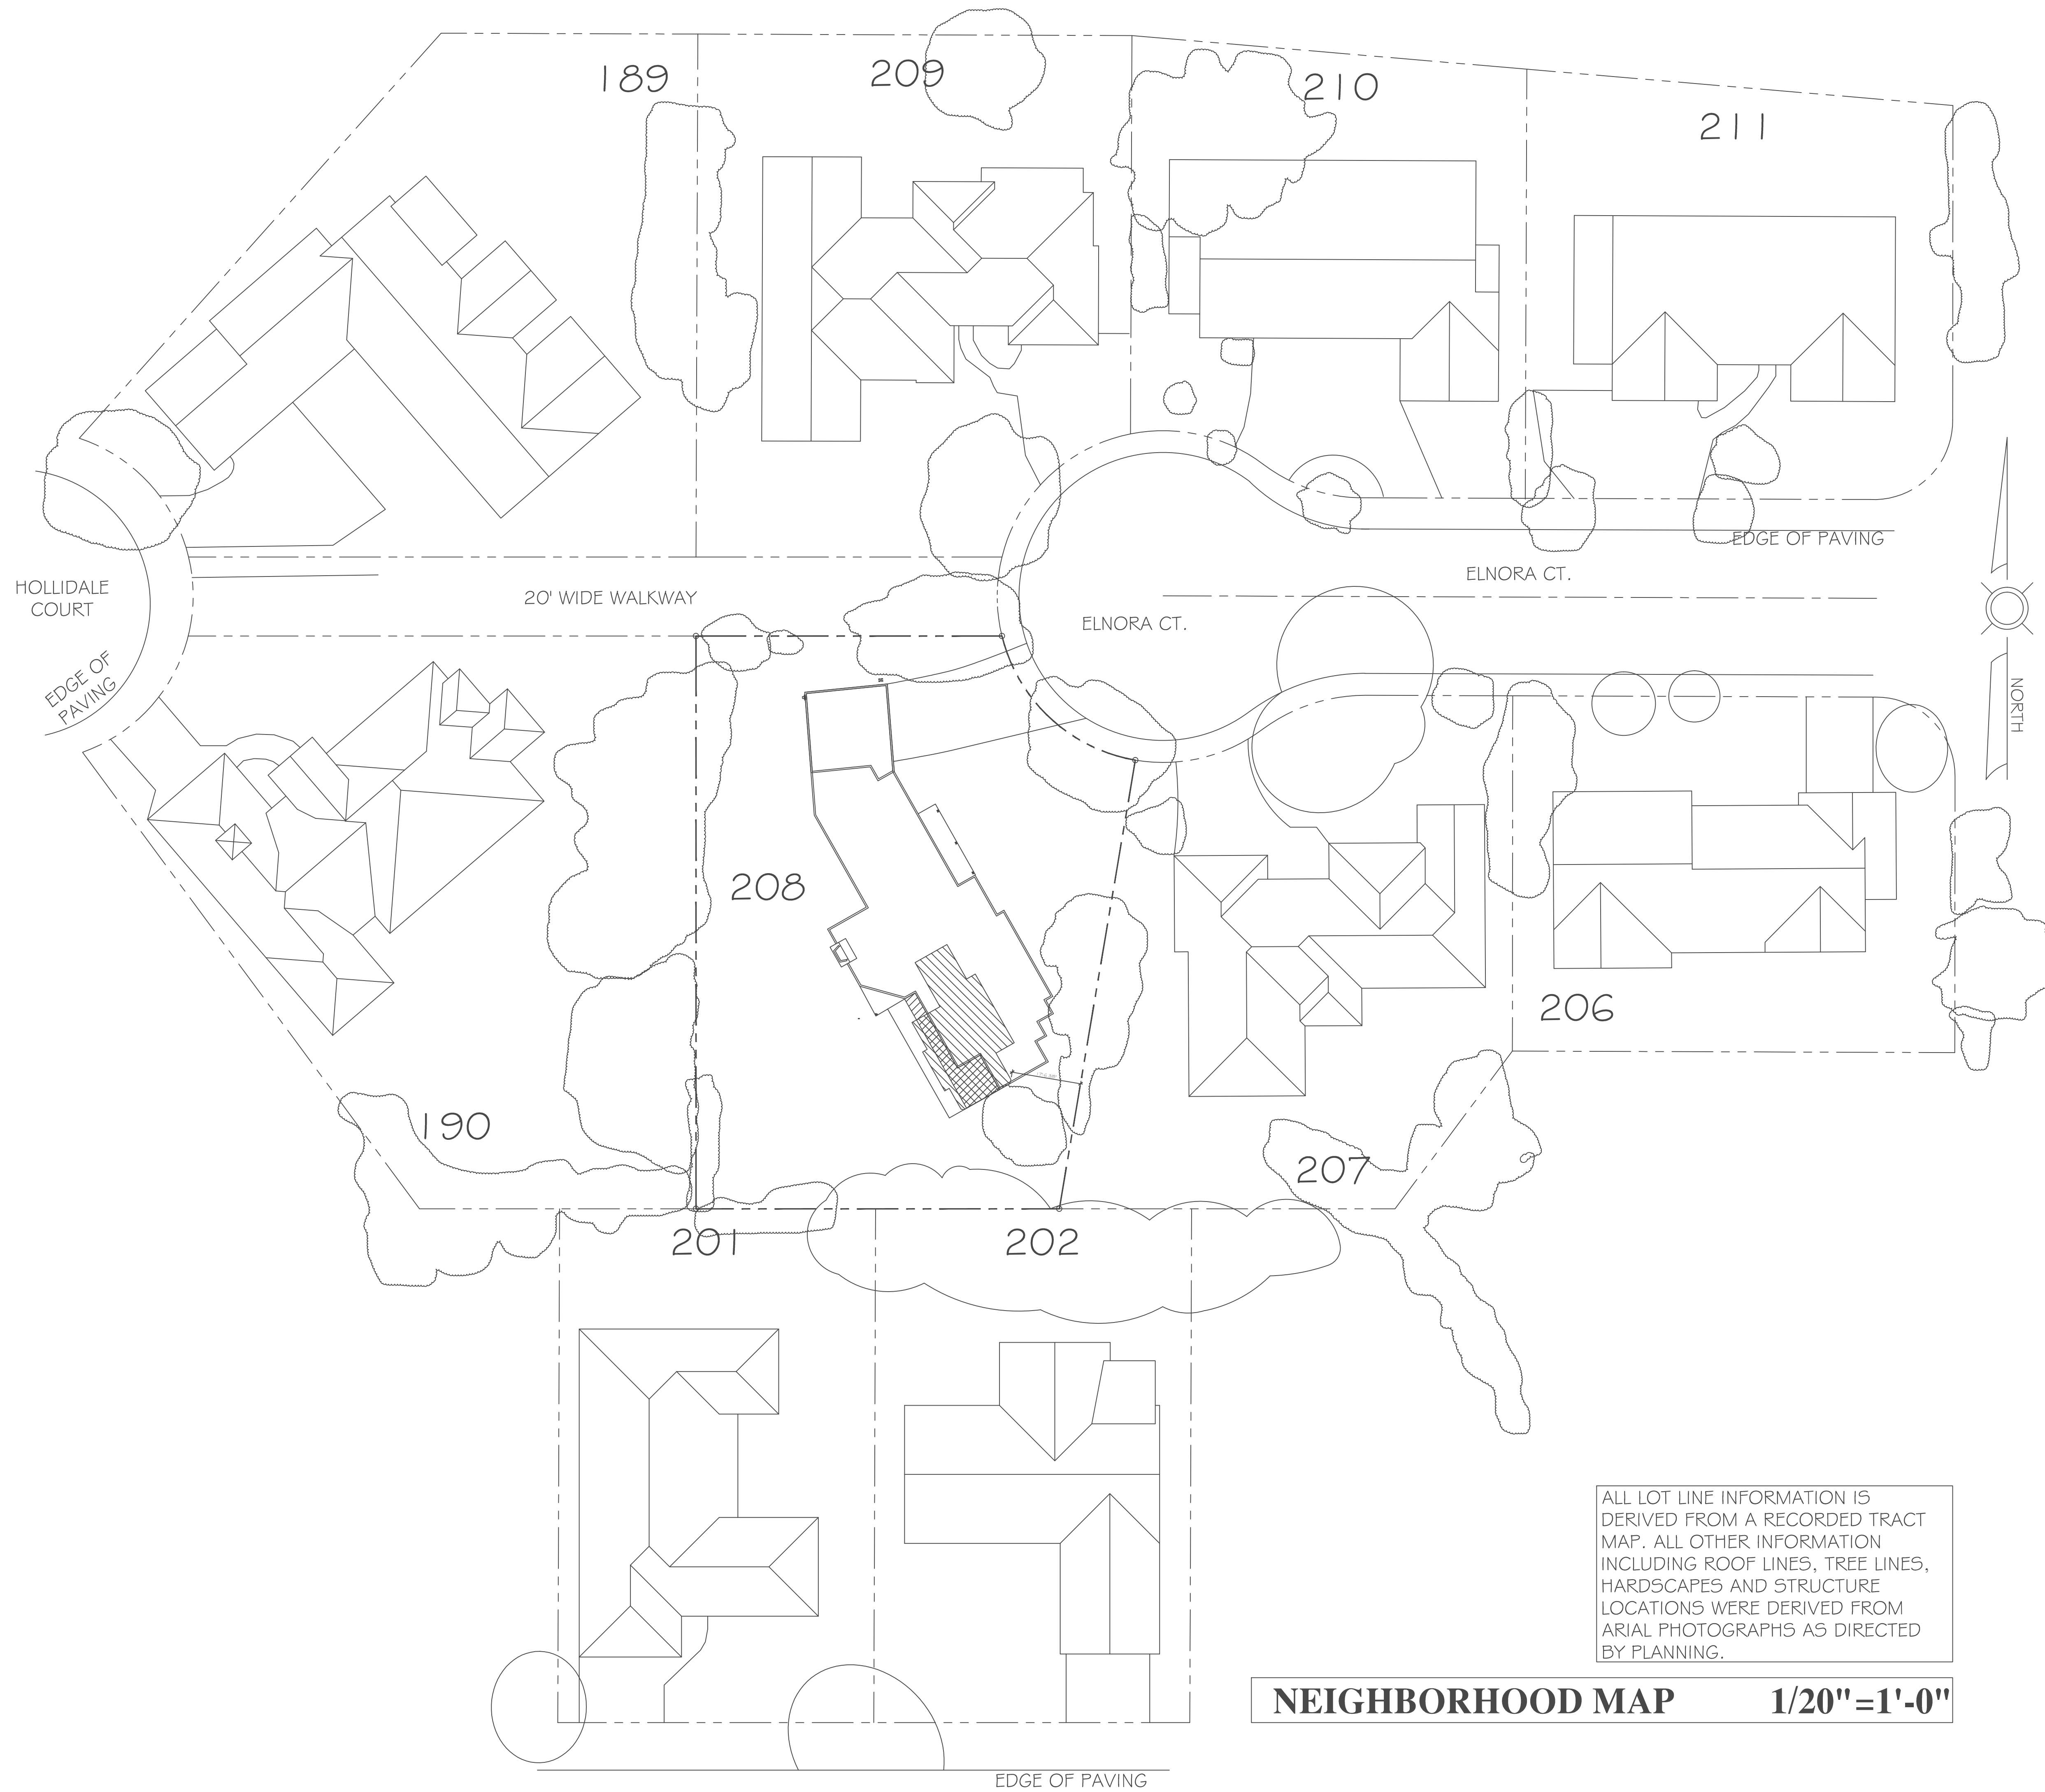 189
209
210
211
EDGE OF PAVING
ELNORA CT.
HOLLIDALE
COURT
20' WIDE WALKWAY
ELNORA CT.
EDGE OF
PAVING
NORTH
208
206
190
207
201
202
ALL LOT LINE INFORMATION IS
DERIVED FROM A RECORDED TRACT
MAP. ALL OTHER INFORMATION
INCLUDING ROOF LINES, TREE LINES,
HARDSCAPES AND STRUCTURE
LOCATIONS WERE DERIVED FROM
ARIAL PHOTOGRAPHS AS DIRECTED
BY PLANNING.
NEIGHBORHOOD MAP 1/20"=1'-0"
EDGE OF PAVING